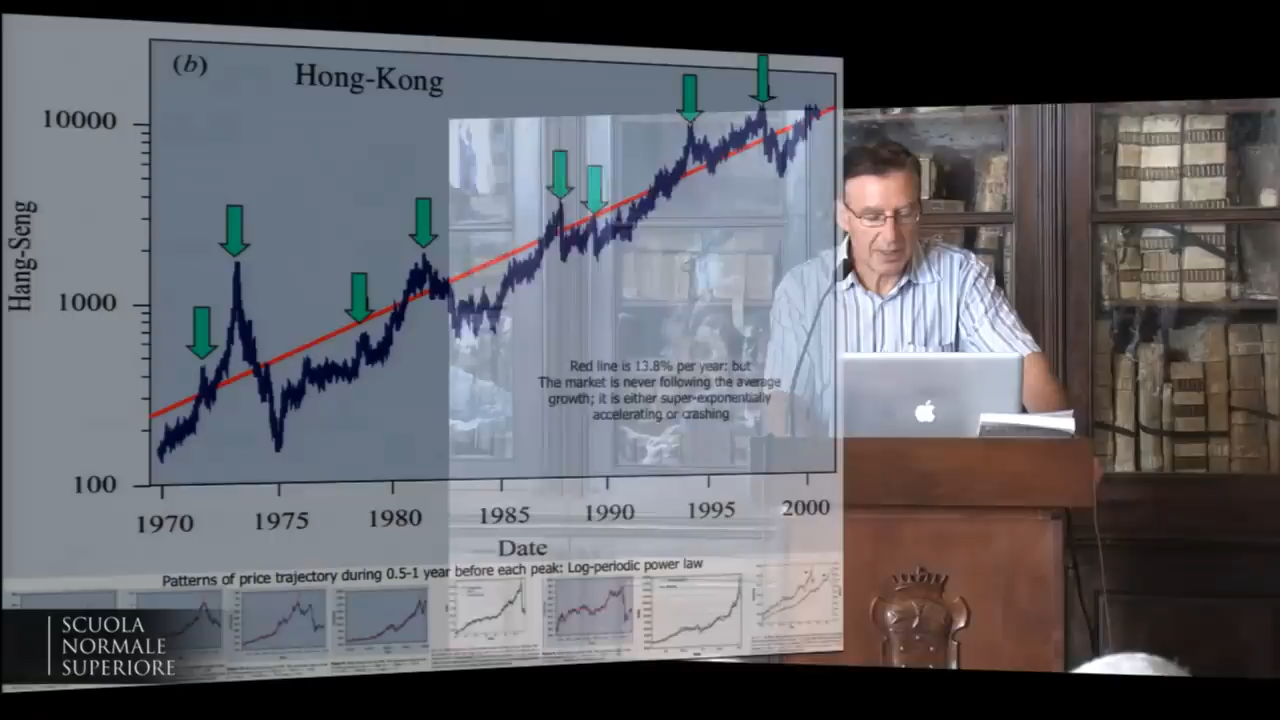 (b)
Hong-Kong
10000
1000
100
Hang-Seng
1970 1975 1980 1985 1990 1995 2000
Date
Red line is 13.8% per year: but
The market is never following the average
growth; it is either super-exponentially
accelerating or crashing
Patterns of price trajectory during 0.5-1 year before each peak: Log-periodic power law
SCUOLA
NORMALE
SUPERIORE